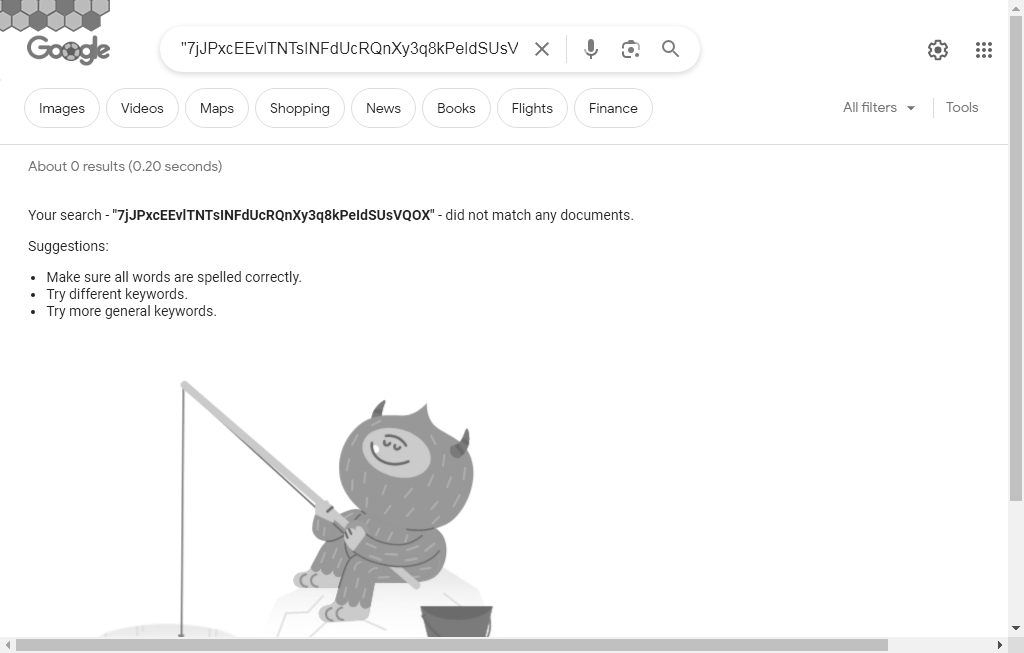 Google
"7jJPxcEEvlTNTsINFdUcRQnXy3q8kPeIdSUsV
Images Videos Maps Shopping News Books Flights Finance All filters Tools
About 0 results (0.20 seconds)
Your search - "7jJPxcEEvlTNTsINFdUcRQnXy3q8kPeIdSUsVQOX" - did not match any documents.
Suggestions:
Make sure all words are spelled correctly.
Try different keywords.
Try more general keywords.